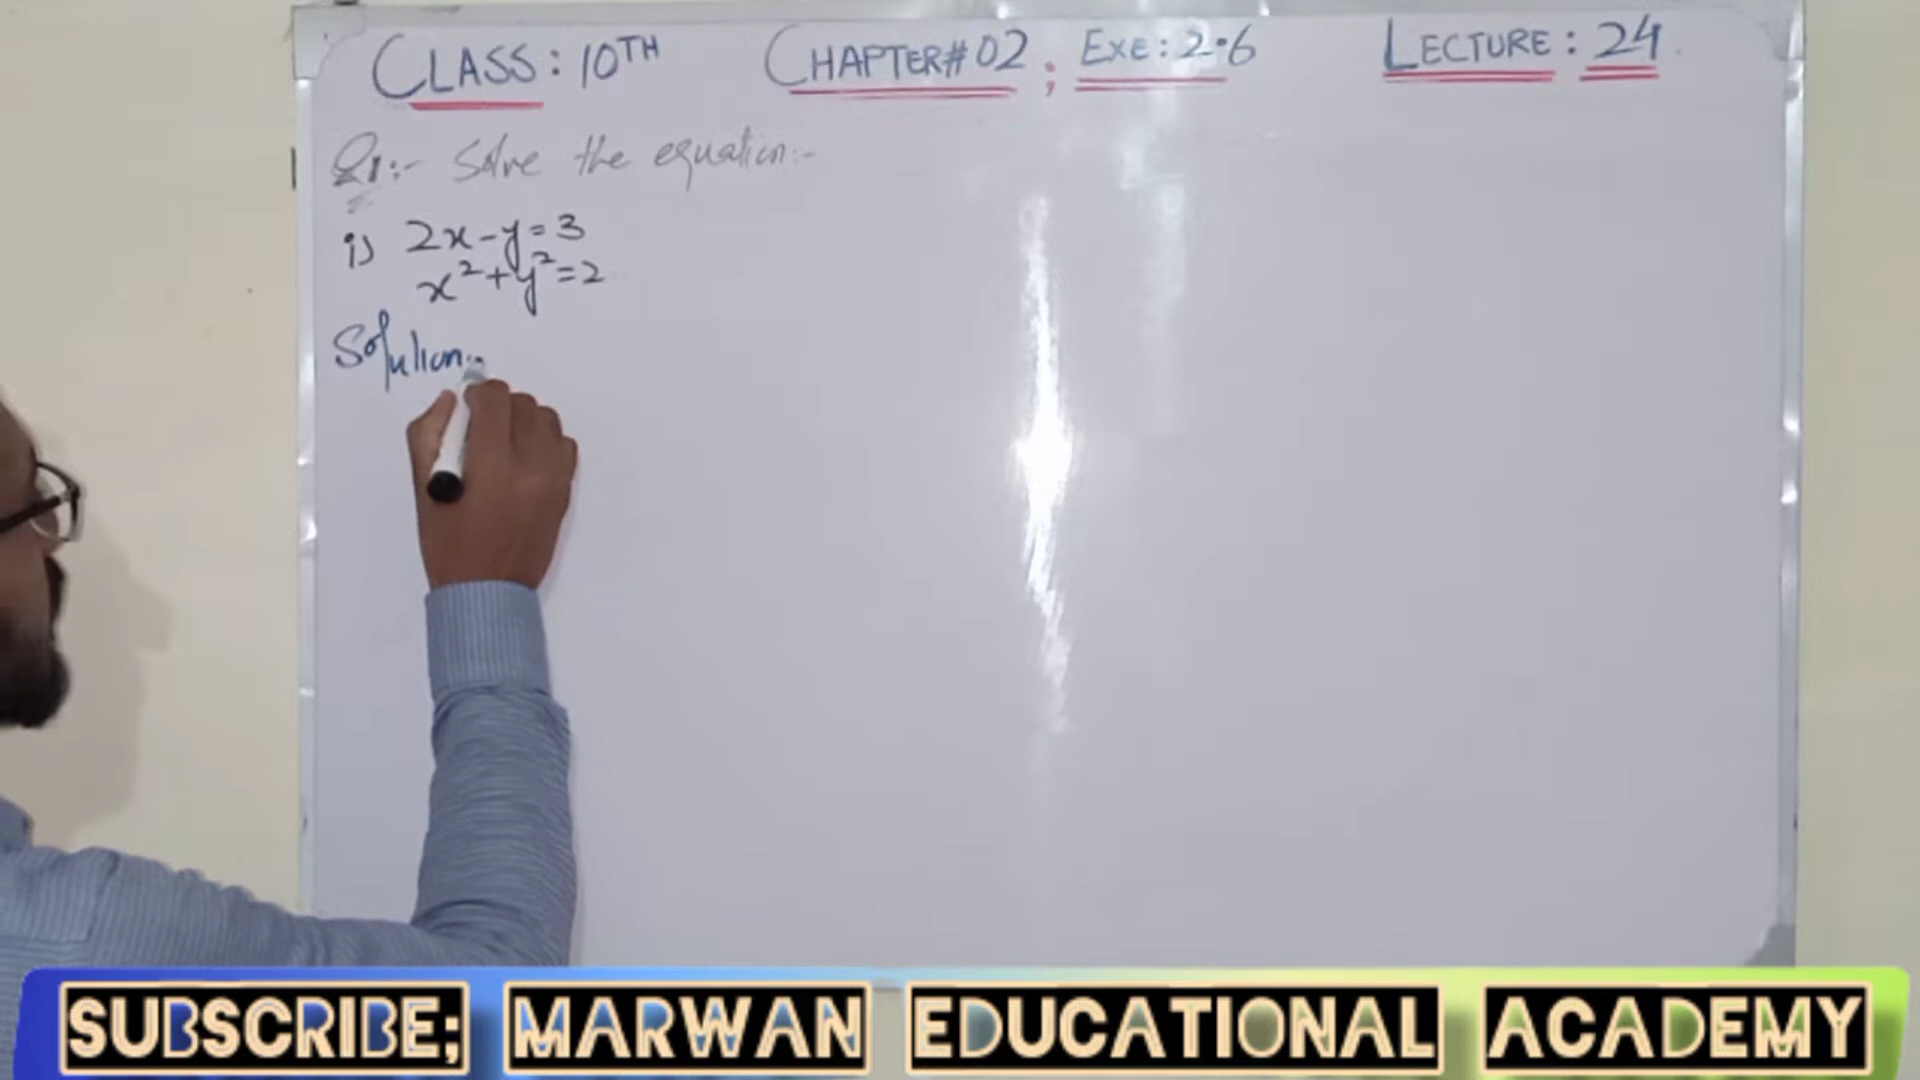 CLASS: 10TH CHAPTER#02 ; EXE: 2.6 LECTURE: 24
Q1:- Solve the equation:-
i) 2x-y=3
x²+y²=2
Solution:-
SUBSCRIBE; MARWAN EDUCATIONAL ACADEMY